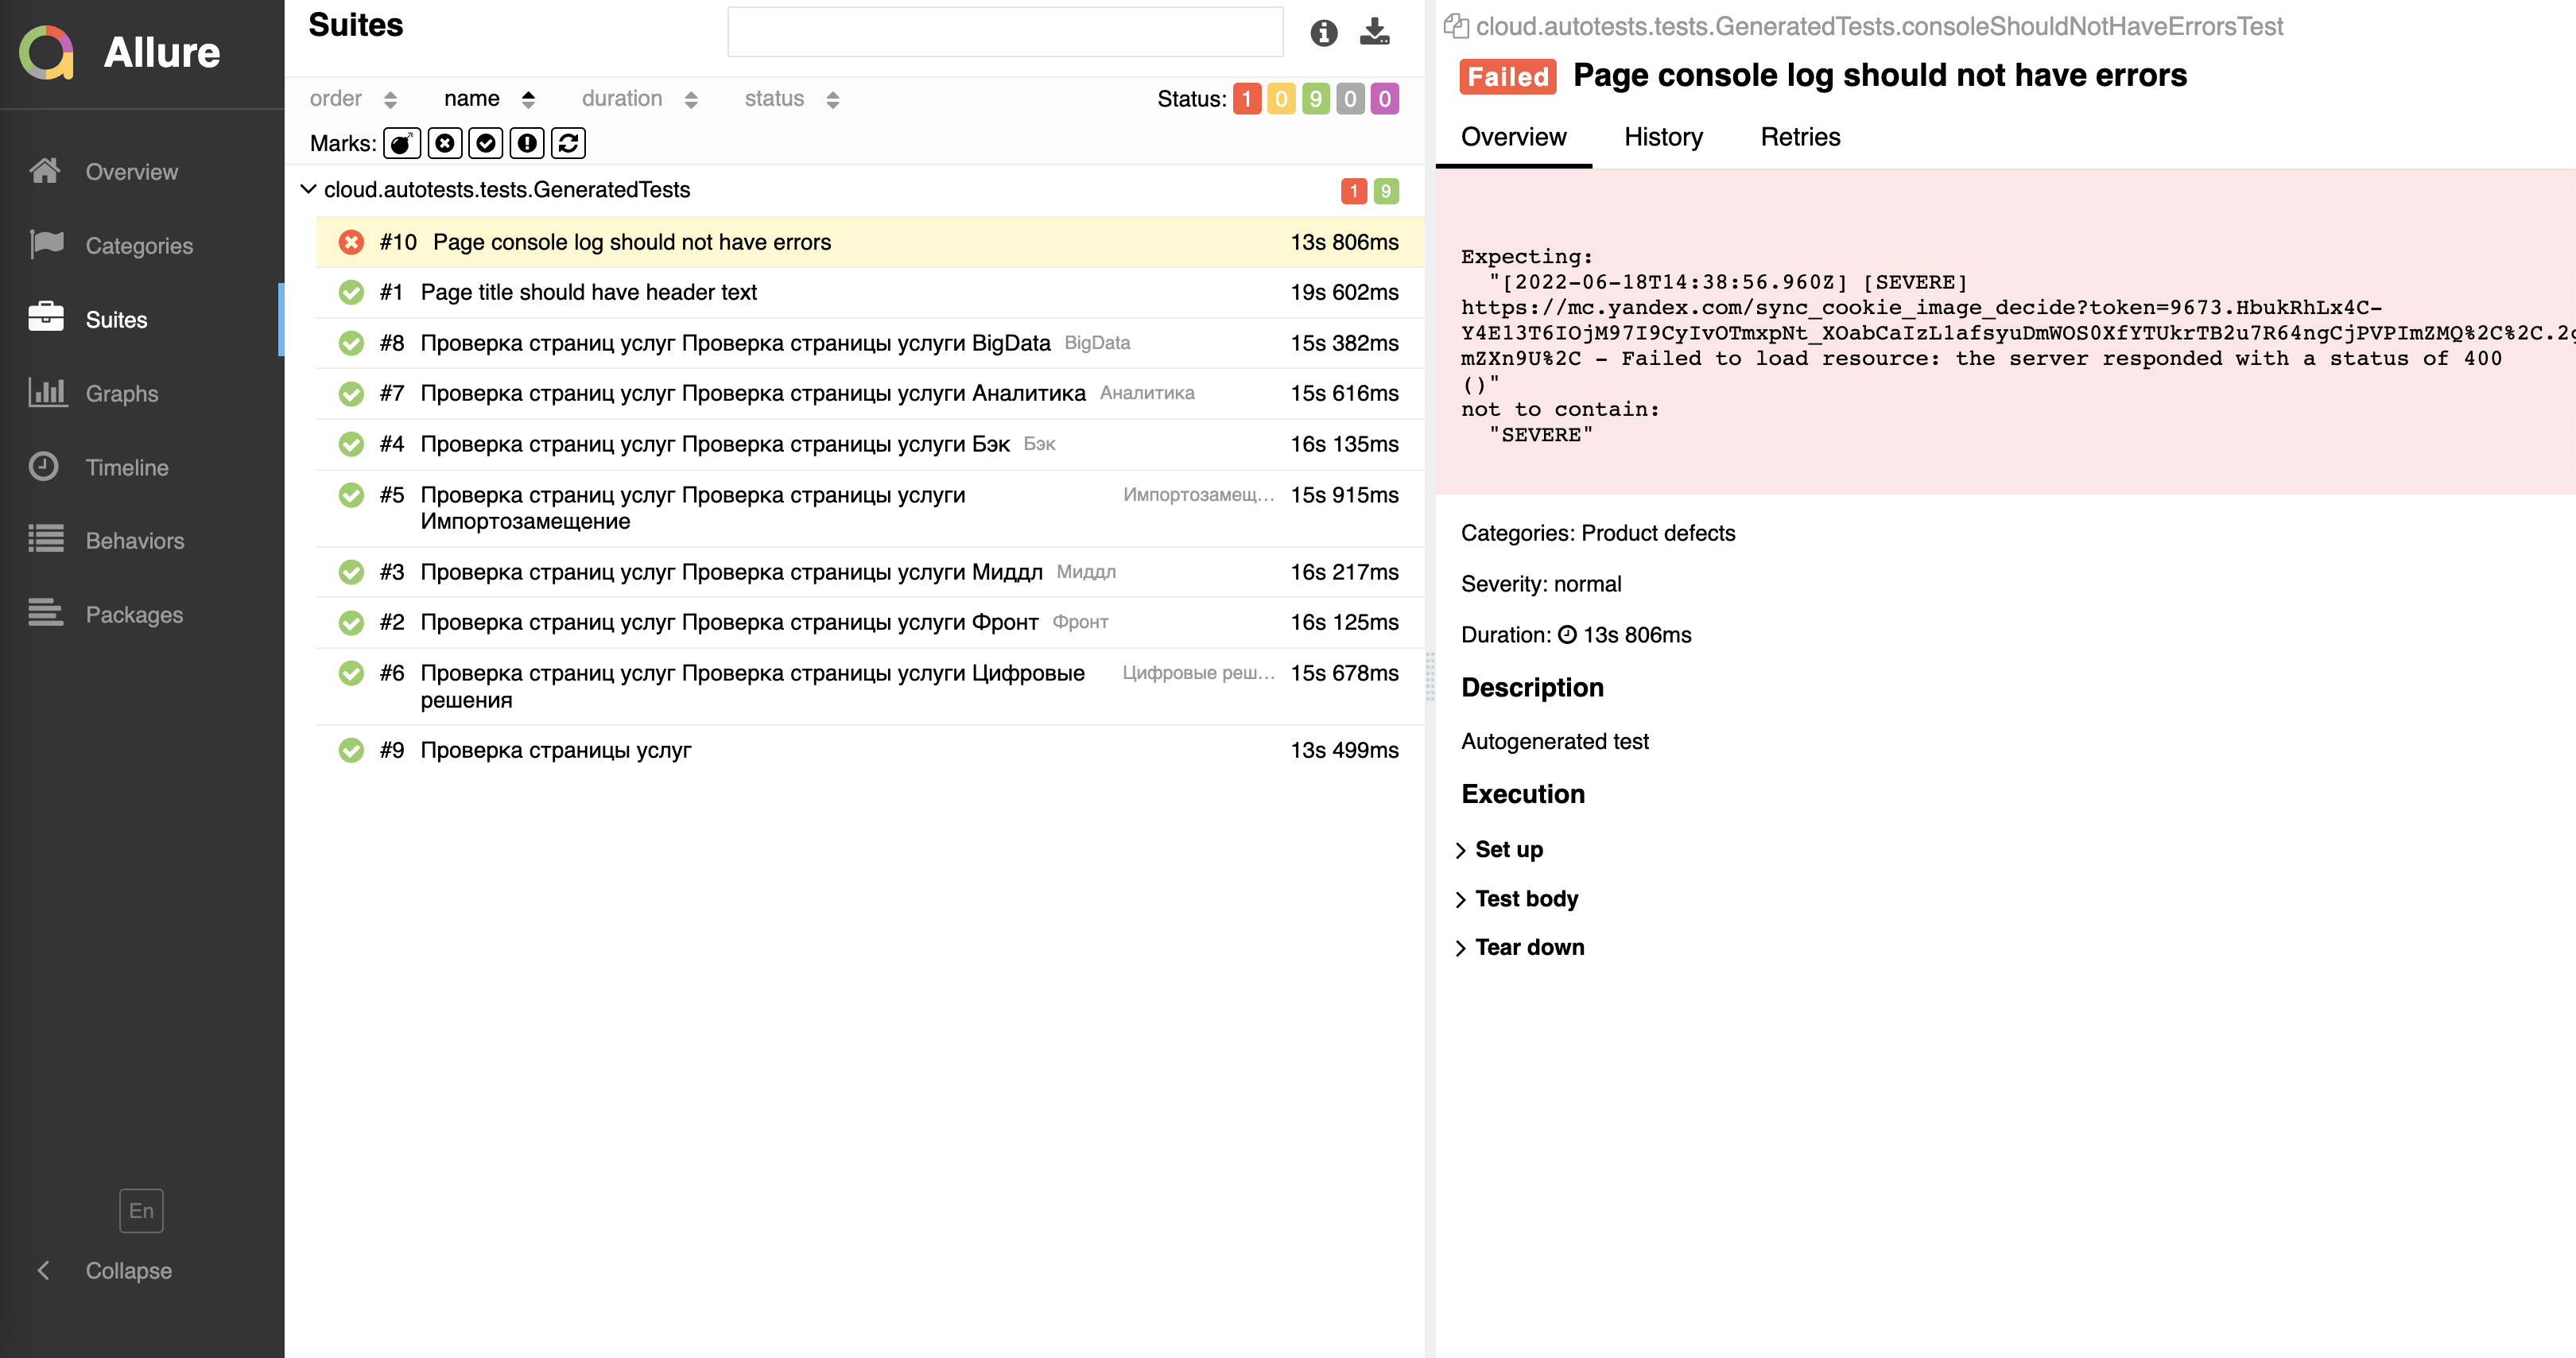 Allure
Overview
Categories
Suites
Graphs
Timeline
Behaviors
Packages
En
Collapse
Suites
order name duration status
Status: 1 0 9 0 0
Marks:
cloud.autotests.tests.GeneratedTests 1 9
#10 Page console log should not have errors 13s 806ms
#1 Page title should have header text 19s 602ms
#8 Проверка страниц услуг Проверка страницы услуги BigData BigData 15s 382ms
#7 Проверка страниц услуг Проверка страницы услуги Аналитика Аналитика 15s 616ms
#4 Проверка страниц услуг Проверка страницы услуги Бэк Бэк 16s 135ms
#5 Проверка страниц услуг Проверка страницы услуги Импортозамещ... 15s 915ms
Импортозамещение
#3 Проверка страниц услуг Проверка страницы услуги Миддл Миддл 16s 217ms
#2 Проверка страниц услуг Проверка страницы услуги Фронт Фронт 16s 125ms
#6 Проверка страниц услуг Проверка страницы услуги Цифровые Цифровые реш... 15s 678ms
решения
#9 Проверка страницы услуг 13s 499ms
cloud.autotests.tests.GeneratedTests.consoleShouldNotHaveErrorsTest
Failed Page console log should not have errors
Overview History Retries
Expecting:
"[2022-06-18T14:38:56.960Z] [SEVERE]
https://mc.yandex.com/sync_cookie_image_decide?token=9673.HbukRhLx4C-
Y4E13T6IOjM97I9CyIvOTmxpNt_XOabCaIzL1afsyuDmWOS0XfYTUkrTB2u7R64ngCjPVPImZMQ%2C%2C.2
mZXn9U%2C - Failed to load resource: the server responded with a status of 400
()"
not to contain:
"SEVERE"
Categories: Product defects
Severity: normal
Duration: 13s 806ms
Description
Autogenerated test
Execution
Set up
Test body
Tear down